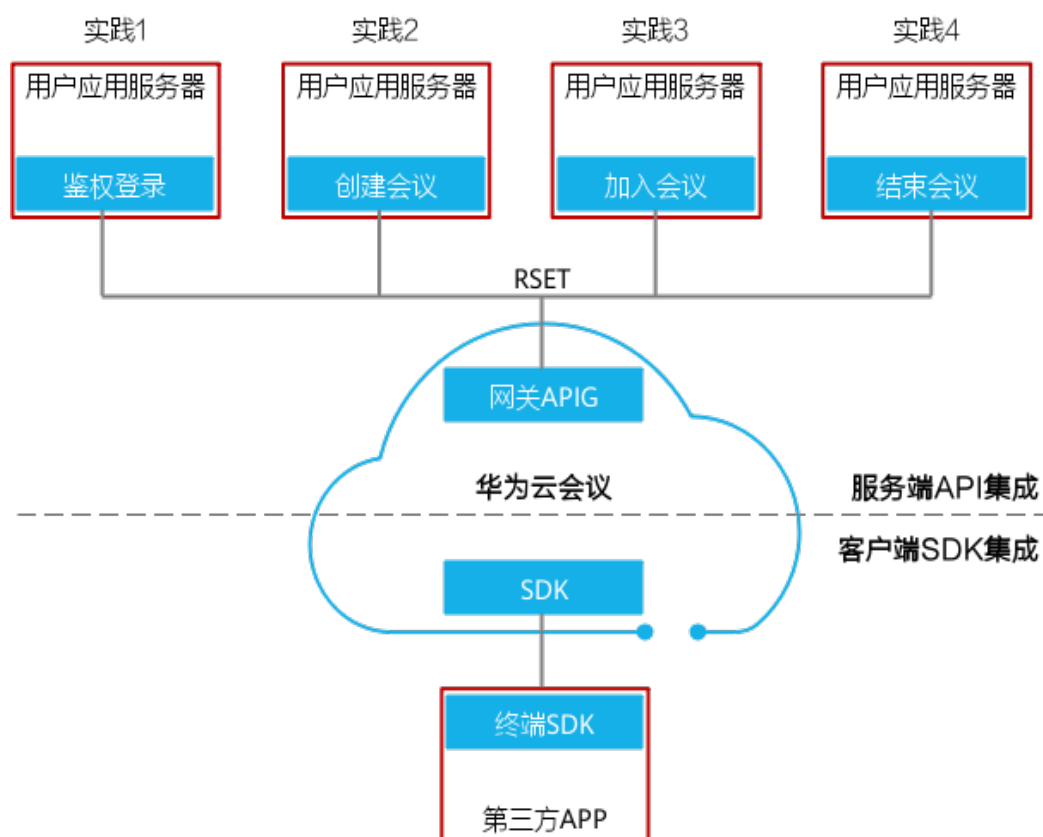 实践1
实践2
实践3
实践4
用户应用服务器
用户应用服务器
用户应用服务器
用户应用服务器
鉴权登录
创建会议
加入会议
结束会议
RSET
网关APIG
华为云会议
服务端API集成
客户端SDK集成
SDK
终端SDK
第三方APP